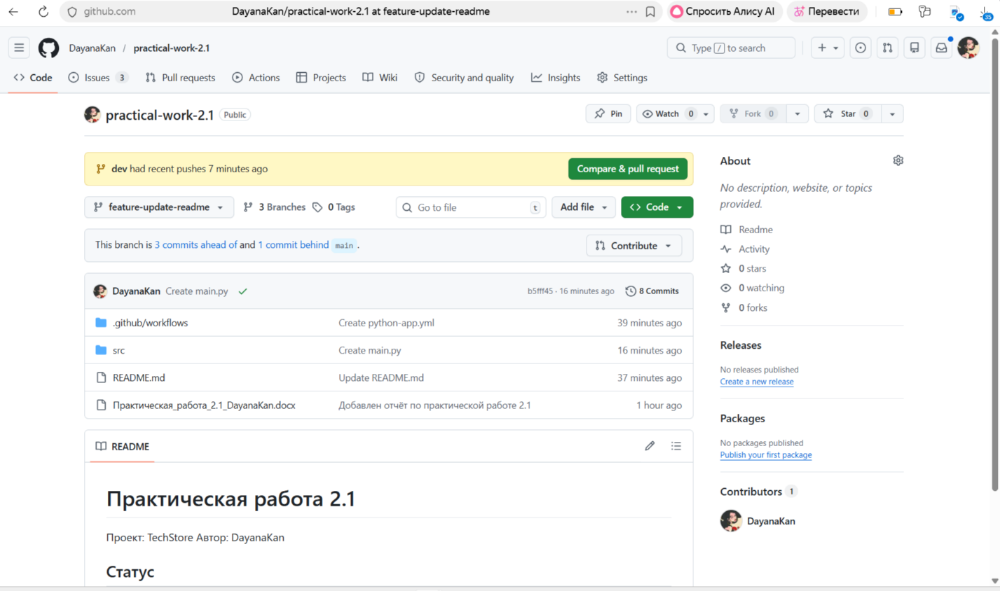 github.com
DayanaKan/practical-work-2.1 at feature-update-readme
Спросить Алису AI
Перевести
35
DayanaKan / practical-work-2.1
Type / to search
Code
Issues 3
Pull requests
Actions
Projects
Wiki
Security and quality
Insights
Settings
practical-work-2.1 Public
Pin
Watch 0
Fork 0
Star 0
dev had recent pushes 7 minutes ago
Compare & pull request
feature-update-readme
3 Branches
0 Tags
Go to file t
Add file
Code
This branch is 3 commits ahead of and 1 commit behind main .
Contribute
DayanaKan Create main.py
b5fff45 · 16 minutes ago
8 Commits
.github/workflows Create python-app.yml 39 minutes ago
src Create main.py 16 minutes ago
README.md Update README.md 37 minutes ago
Практическая_работа_2.1_DayanaKan.docx Добавлен отчёт по практической работе 2.1 1 hour ago
README
Практическая работа 2.1
Проект: TechStore Автор: DayanaKan
Статус
About
No description, website, or topics
provided.
Readme
Activity
0 stars
0 watching
0 forks
Releases
No releases published
Create a new release
Packages
No packages published
Publish your first package
Contributors 1
DayanaKan